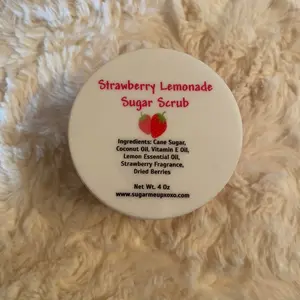 Strawberry Lemonade
Sugar Scrub
Ingredients: Cane Sugar,
Coconut Oil, Vitamin E Oil,
Lemon Essential Oil,
Strawberry Fragrance,
Dried Berries
Net Wt. 4 Oz
www.sugarmeupxoxo.com